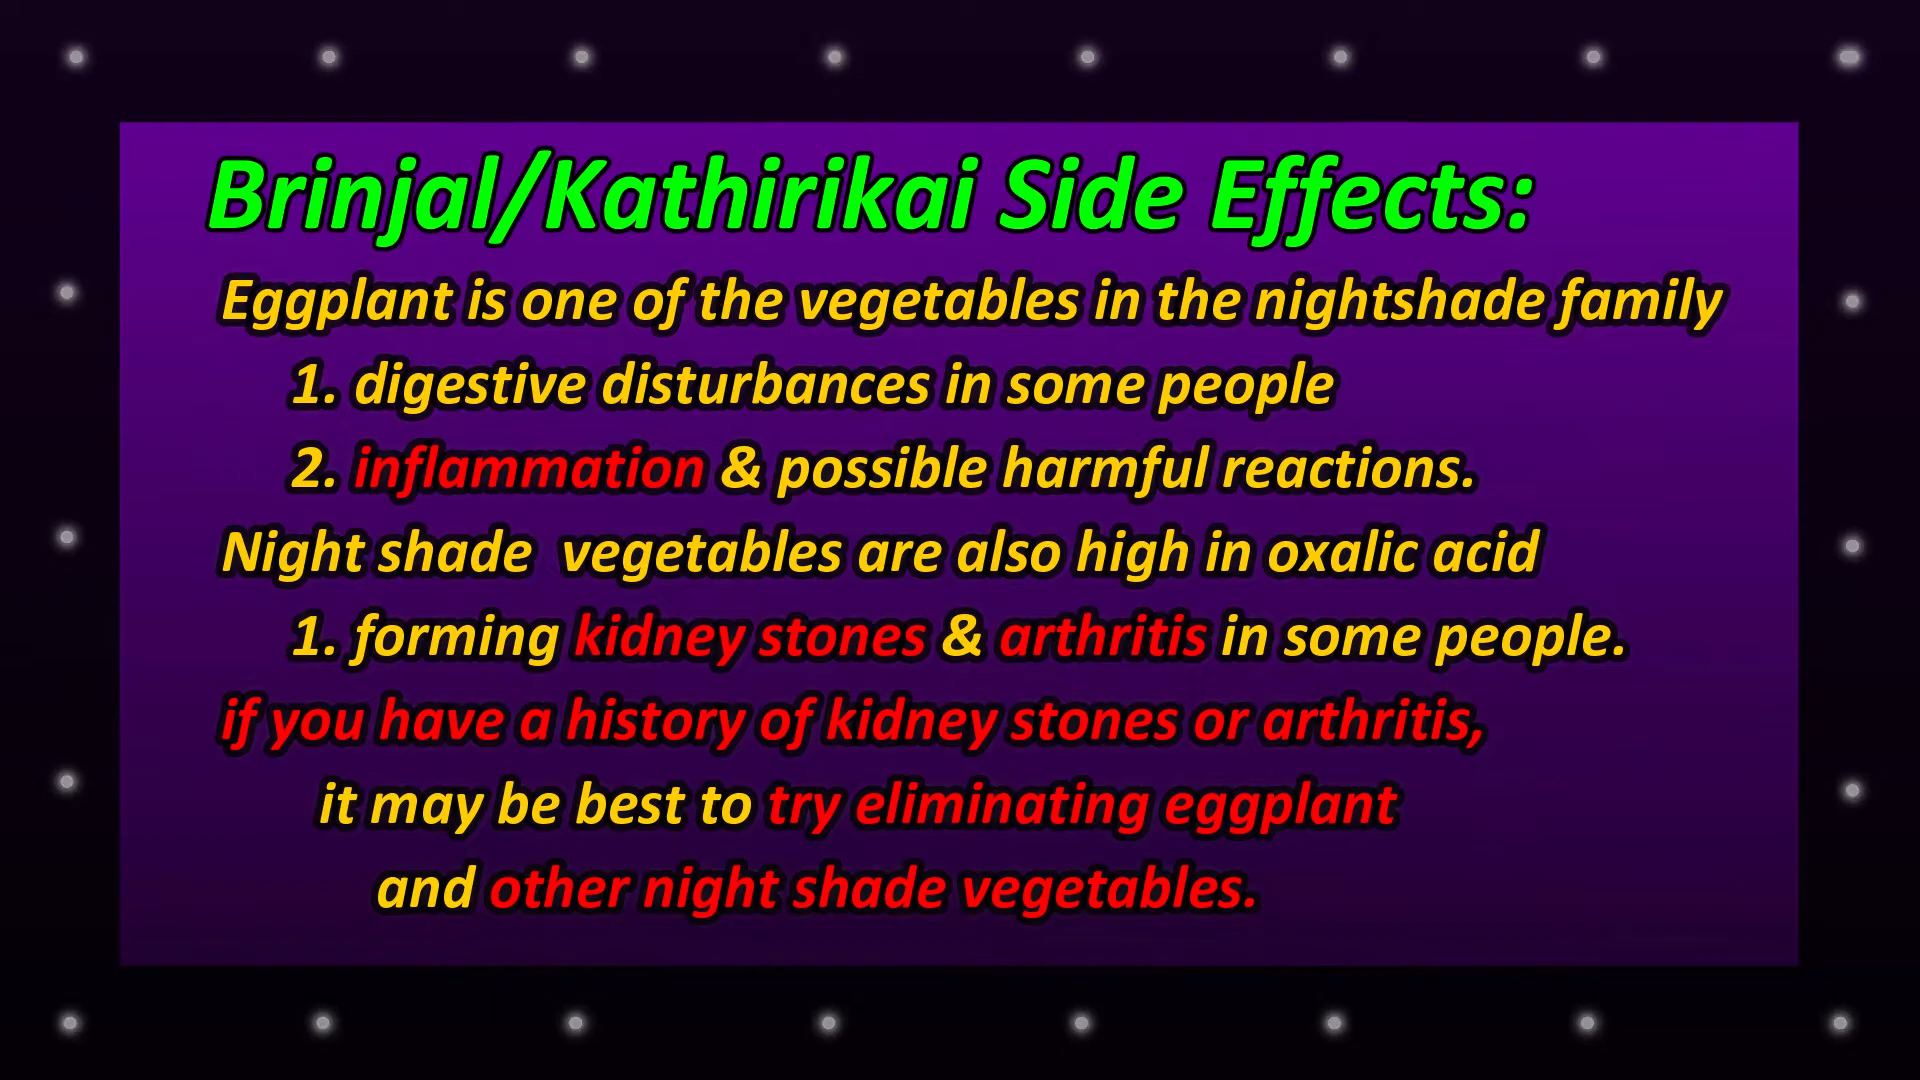 Brinjal/Kathirikai Side Effects:
Eggplant is one of the vegetables in the nightshade family
1. digestive disturbances in some people
2. inflammation & possible harmful reactions.
Night shade  vegetables are also high in oxalic acid
1. forming kidney stones & arthritis in some people.
if you have a history of kidney stones or arthritis,
it may be best to try eliminating eggplant
and other night shade vegetables.